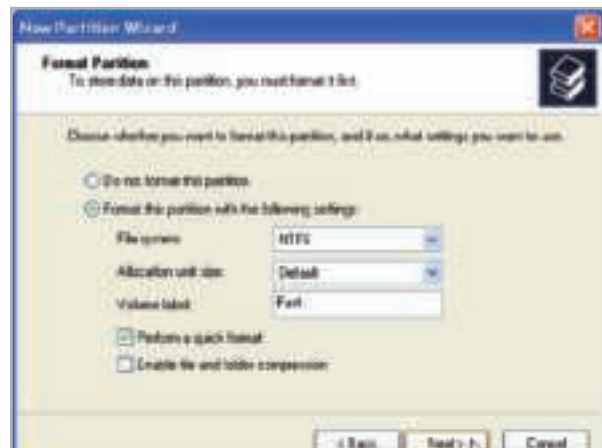 New Partition Wizard
Format Partition
To store data on this partition, you must format it first.
Choose whether you want to format this partition, and if so, what settings you want to use.
Do not format this partition
Format this partition with the following settings:
File system: NTFS
Allocation unit size: Default
Volume label: Fast
Perform a quick format
Enable file and folder compression
< Back Next > Cancel